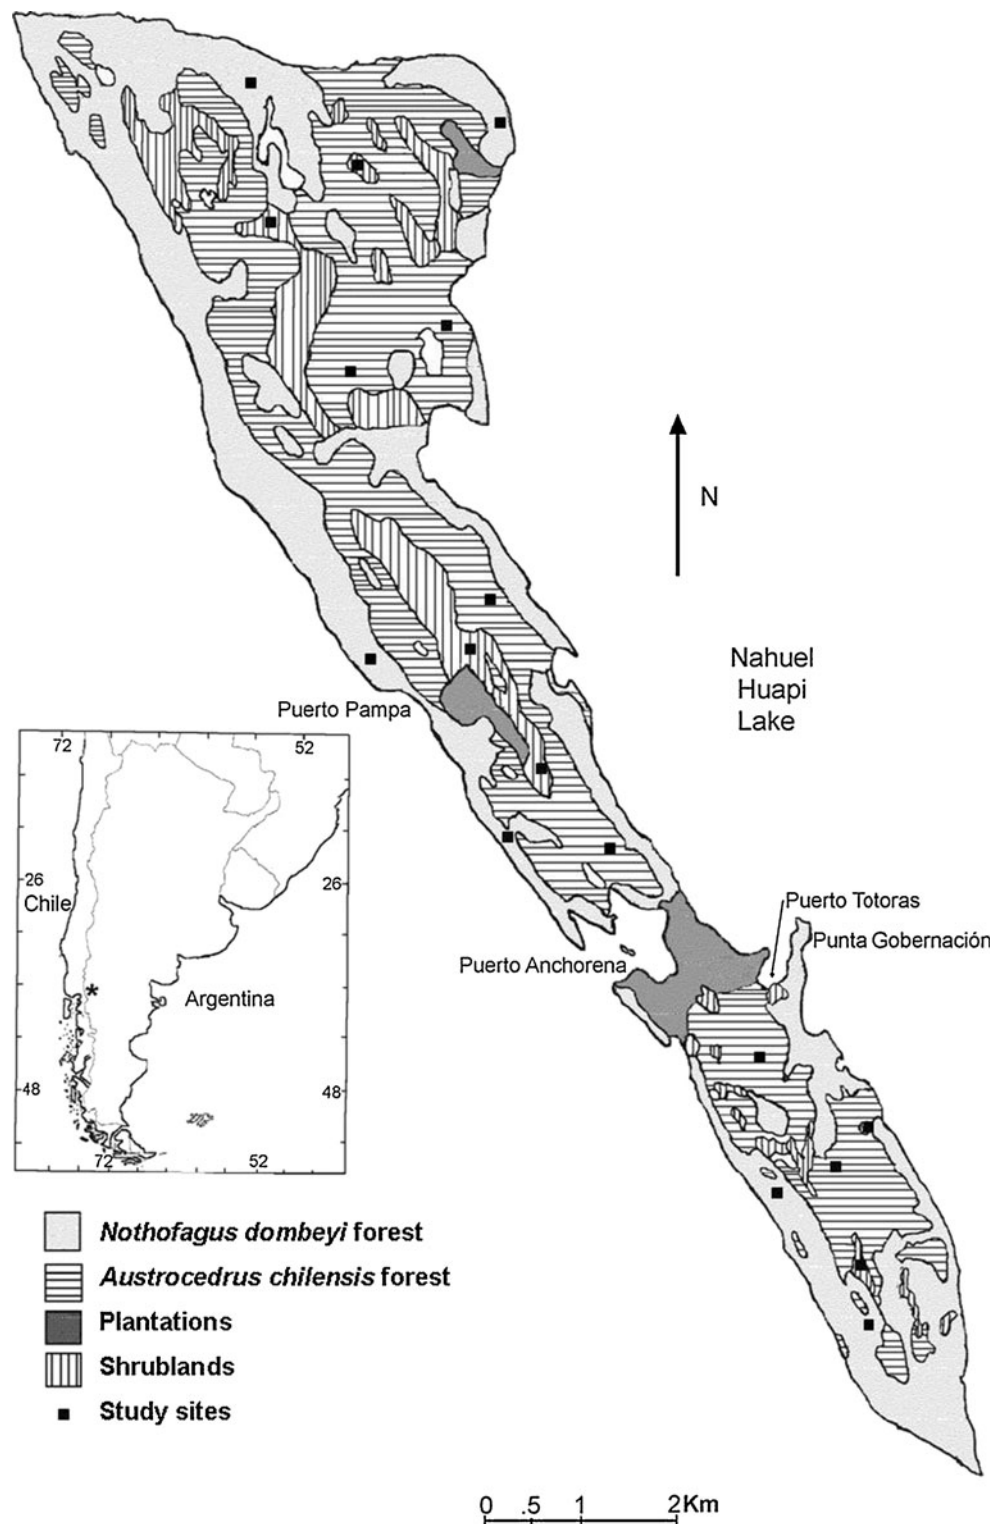 N
Nahuel
Huapi
Lake
Puerto Pampa
72
52
26
26
Chile
Puerto Totoras
Punta Gobernación
Puerto Anchorena
*
Argentina
48
48
72
52
Nothofagus dombeyi forest
Austrocedrus chilensis forest
Plantations
Shrublands
Study sites
0 .5 1 2Km